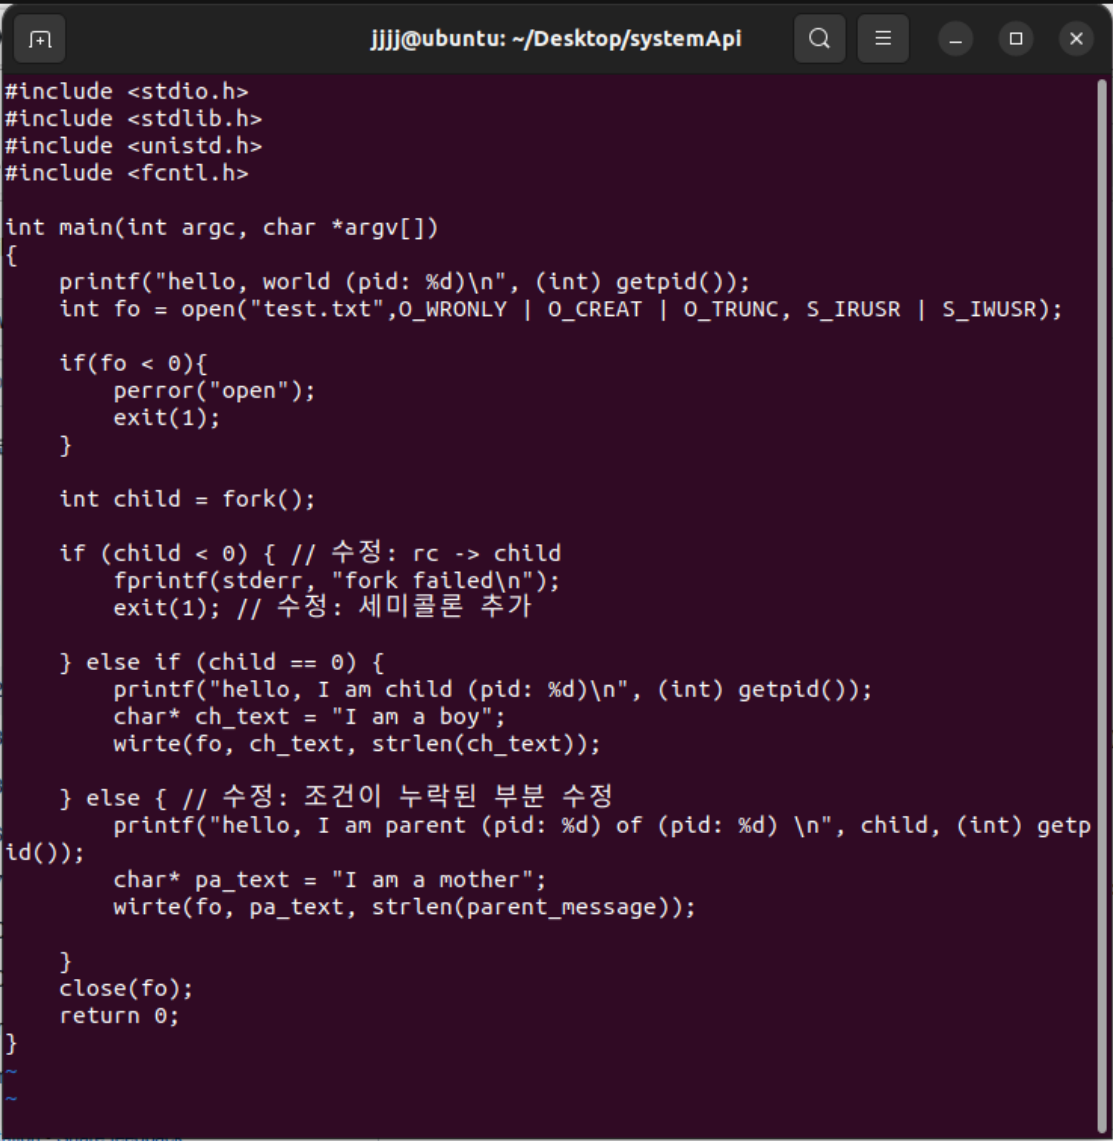 jjjj@ubuntu: ~/Desktop/systemApi
#include <stdio.h>
#include <stdlib.h>
#include <unistd.h>
#include <fcntl.h>
int main(int argc, char *argv[])
{
    printf("hello, world (pid: %d)\n", (int) getpid());
    int fo = open("test.txt",O_WRONLY | O_CREAT | O_TRUNC, S_IRUSR | S_IWUSR);
    if(fo < 0){
        perror("open");
        exit(1);
    }
    int child = fork();
    if (child < 0) { // 수정: rc -> child
        fprintf(stderr, "fork failed\n");
        exit(1); // 수정: 세미콜론 추가
    } else if (child == 0) {
        printf("hello, I am child (pid: %d)\n", (int) getpid());
        char* ch_text = "I am a boy";
        wirte(fo, ch_text, strlen(ch_text));
    } else { // 수정: 조건이 누락된 부분 수정
        printf("hello, I am parent (pid: %d) of (pid: %d) \n", child, (int) getp
id());
        char* pa_text = "I am a mother";
        wirte(fo, pa_text, strlen(parent_message));
    }
    close(fo);
    return 0;
}
~
~